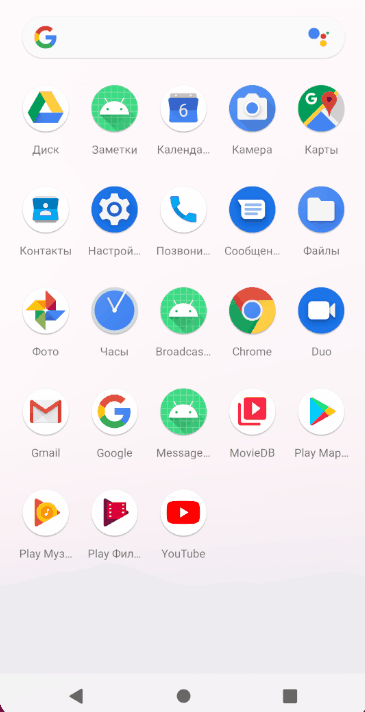 6
Диск
Заметки
Календа...
Камера
Карты
Контакты
Настрой...
Позвони...
Сообщен...
Файлы
Фото
Часы
Broadcas...
Chrome
Duo
Gmail
Google
Message...
MovieDB
Play Мар...
Play Муз...
Play Фил...
YouTube